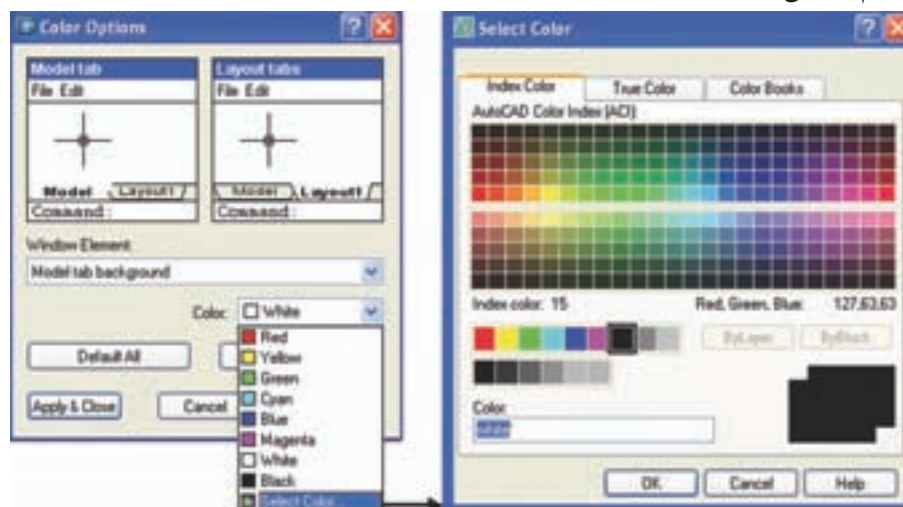 Color Options
Model tab
File Edit
Model Layout1
Command:
Layout tabs
File Edit
Model Layout1
Command:
Window Element:
Model tab background
Color: White
Red
Yellow
Green
Cyan
Blue
Magenta
White
Black
Select Color...
Default All
Apply & Close
Cancel
Select Color
Index Color
True Color
Color Books
AutoCAD Color Index (ACI):
Index color: 15
Red, Green, Blue: 127,63,63
ByLayer
ByBlock
Color:
white
OK
Cancel
Help